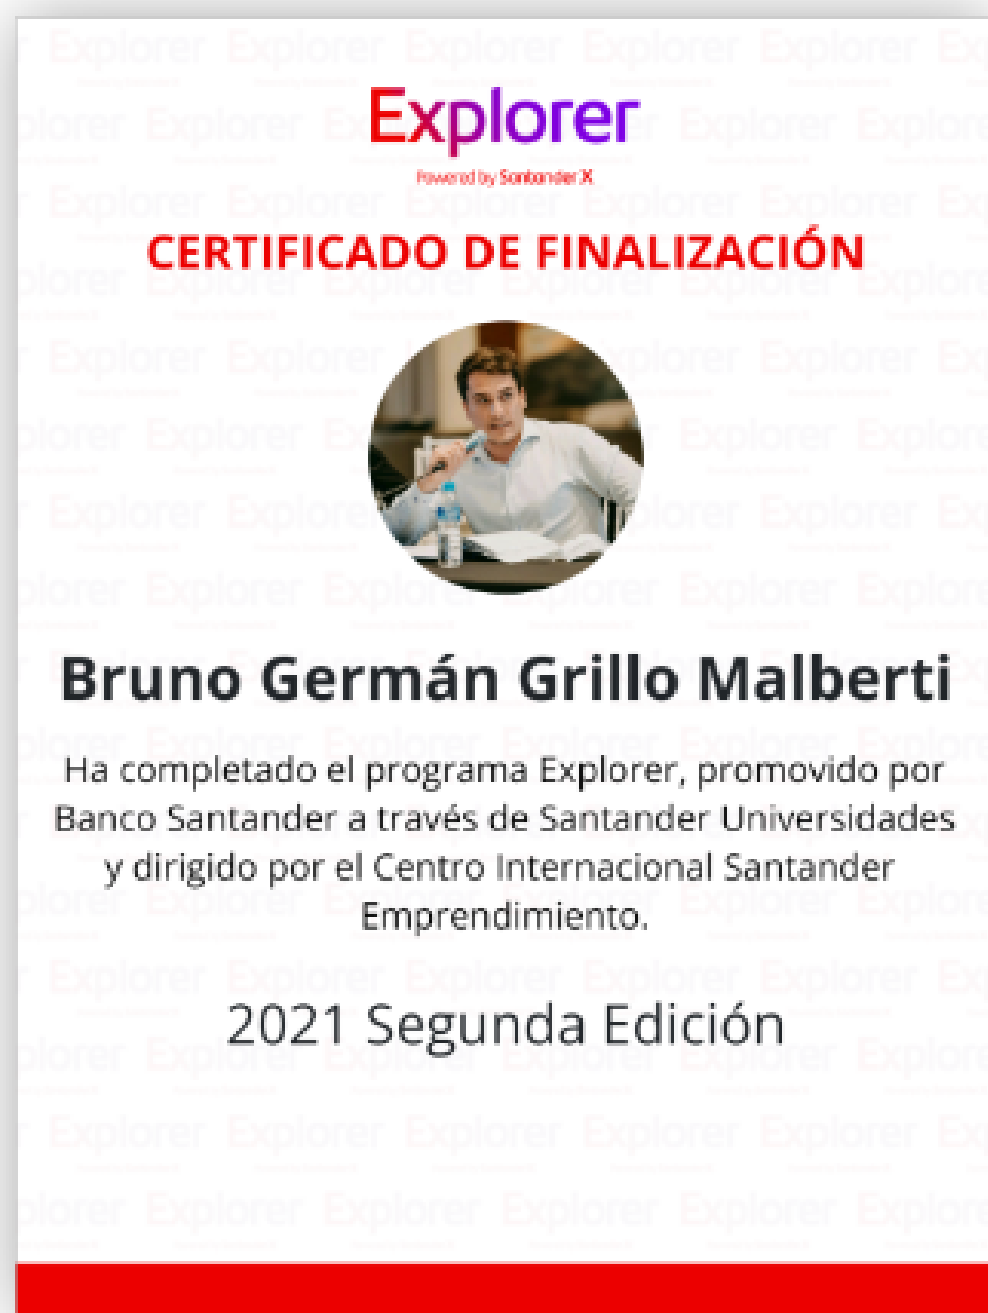 Explorer
Powered by Santander X
CERTIFICADO DE FINALIZACIÓN
Bruno Germán Grillo Malberti
Ha completado el programa Explorer, promovido por
Banco Santander a través de Santander Universidades
y dirigido por el Centro Internacional Santander
Emprendimiento.
2021 Segunda Edición